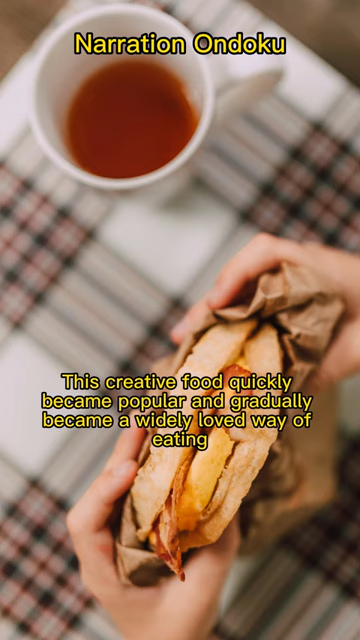 Narration Ondoku
This creative food quickly
became popular and gradually
became a widely loved way of
eating